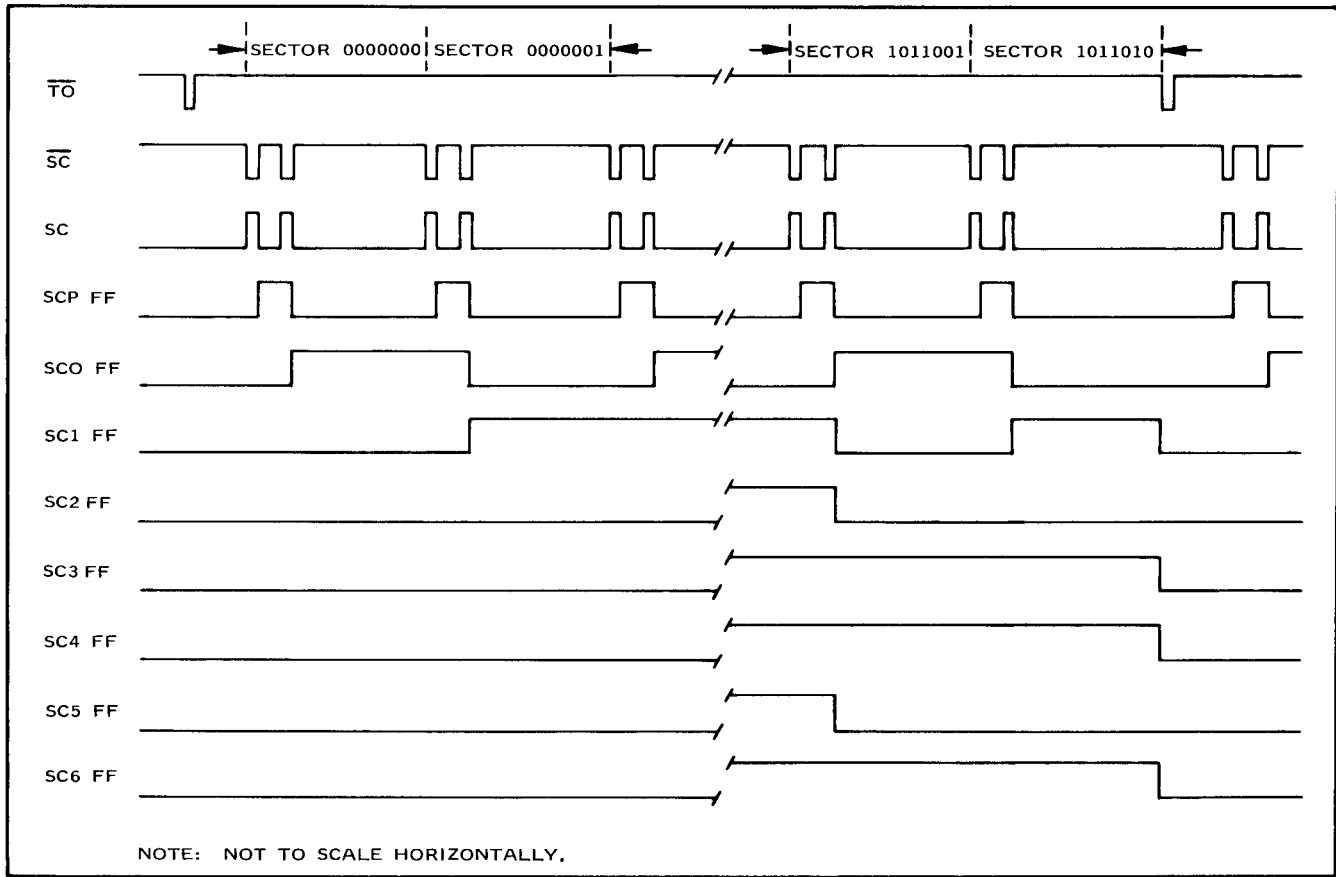 SECTOR 0000000 SECTOR 0000001 SECTOR 1011001 SECTOR 1011010
TO
SC
SC
SCP FF
SCO FF
SC1 FF
SC2 FF
SC3 FF
SC4 FF
SC5 FF
SC6 FF
NOTE: NOT TO SCALE HORIZONTALLY.